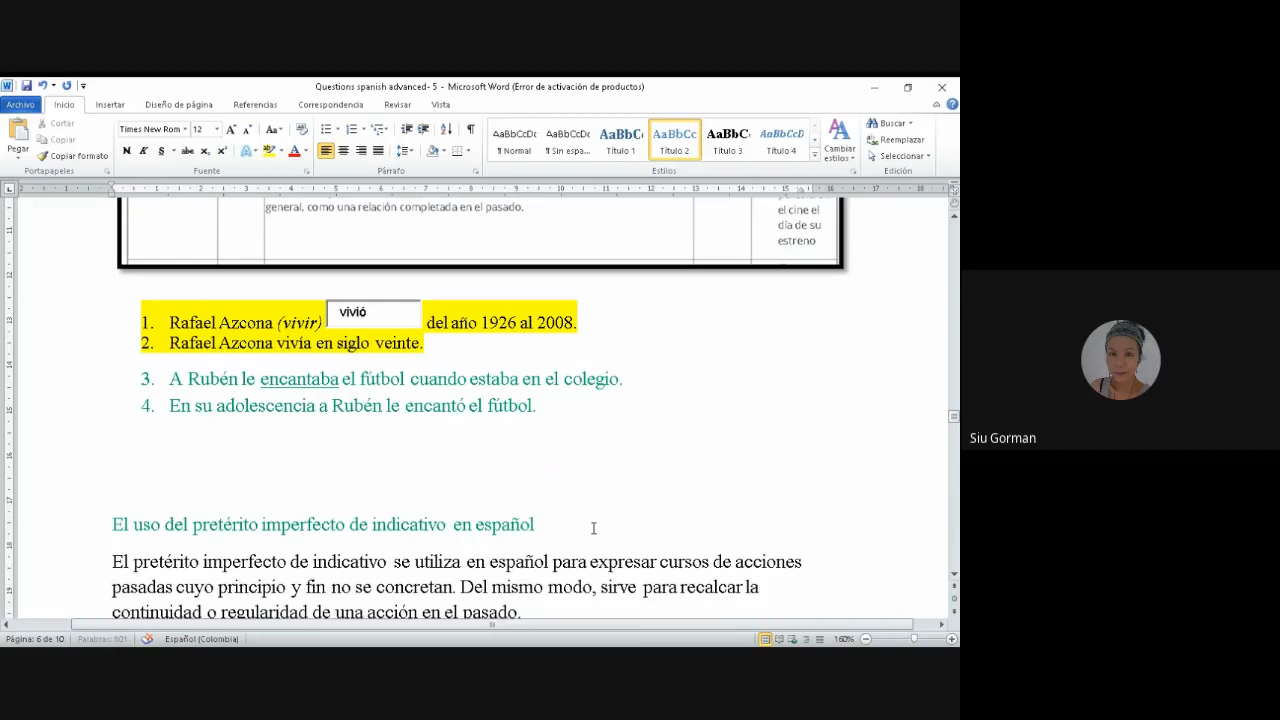 Questions spanish advanced- 5 - Microsoft Word (Error de activación de productos)
Archivo Inicio Insertar Diseño de página Referencias Correspondencia Revisar Vista
Pegar Cortar Copiar Copiar formato Portapapeles
Times New Rom 12 Fuente
Párrafo
AaBbCcDc AaBbCcDc AaBbC AaBbCc AaBbC AaBbCcD
¶ Normal ¶ Sin espa... Título 1 Título 2 Título 3 Título 4
Estilos
Cambiar estilos
Buscar Reemplazar Seleccionar Edición
general, como una relación completada en el pasado.
el cine el
día de su
estreno
1. Rafael Azcona (vivir) vivió del año 1926 al 2008.
2. Rafael Azcona vivía en siglo veinte.
3. A Rubén le encantaba el fútbol cuando estaba en el colegio.
4. En su adolescencia a Rubén le encantó el fútbol.
El uso del pretérito imperfecto de indicativo en español
El pretérito imperfecto de indicativo se utiliza en español para expresar cursos de acciones
pasadas cuyo principio y fin no se concretan. Del mismo modo, sirve para recalcar la
continuidad o regularidad de una acción en el pasado.
Página: 6 de 10 Palabras: 801 Español (Colombia) 160%
Siu Gorman